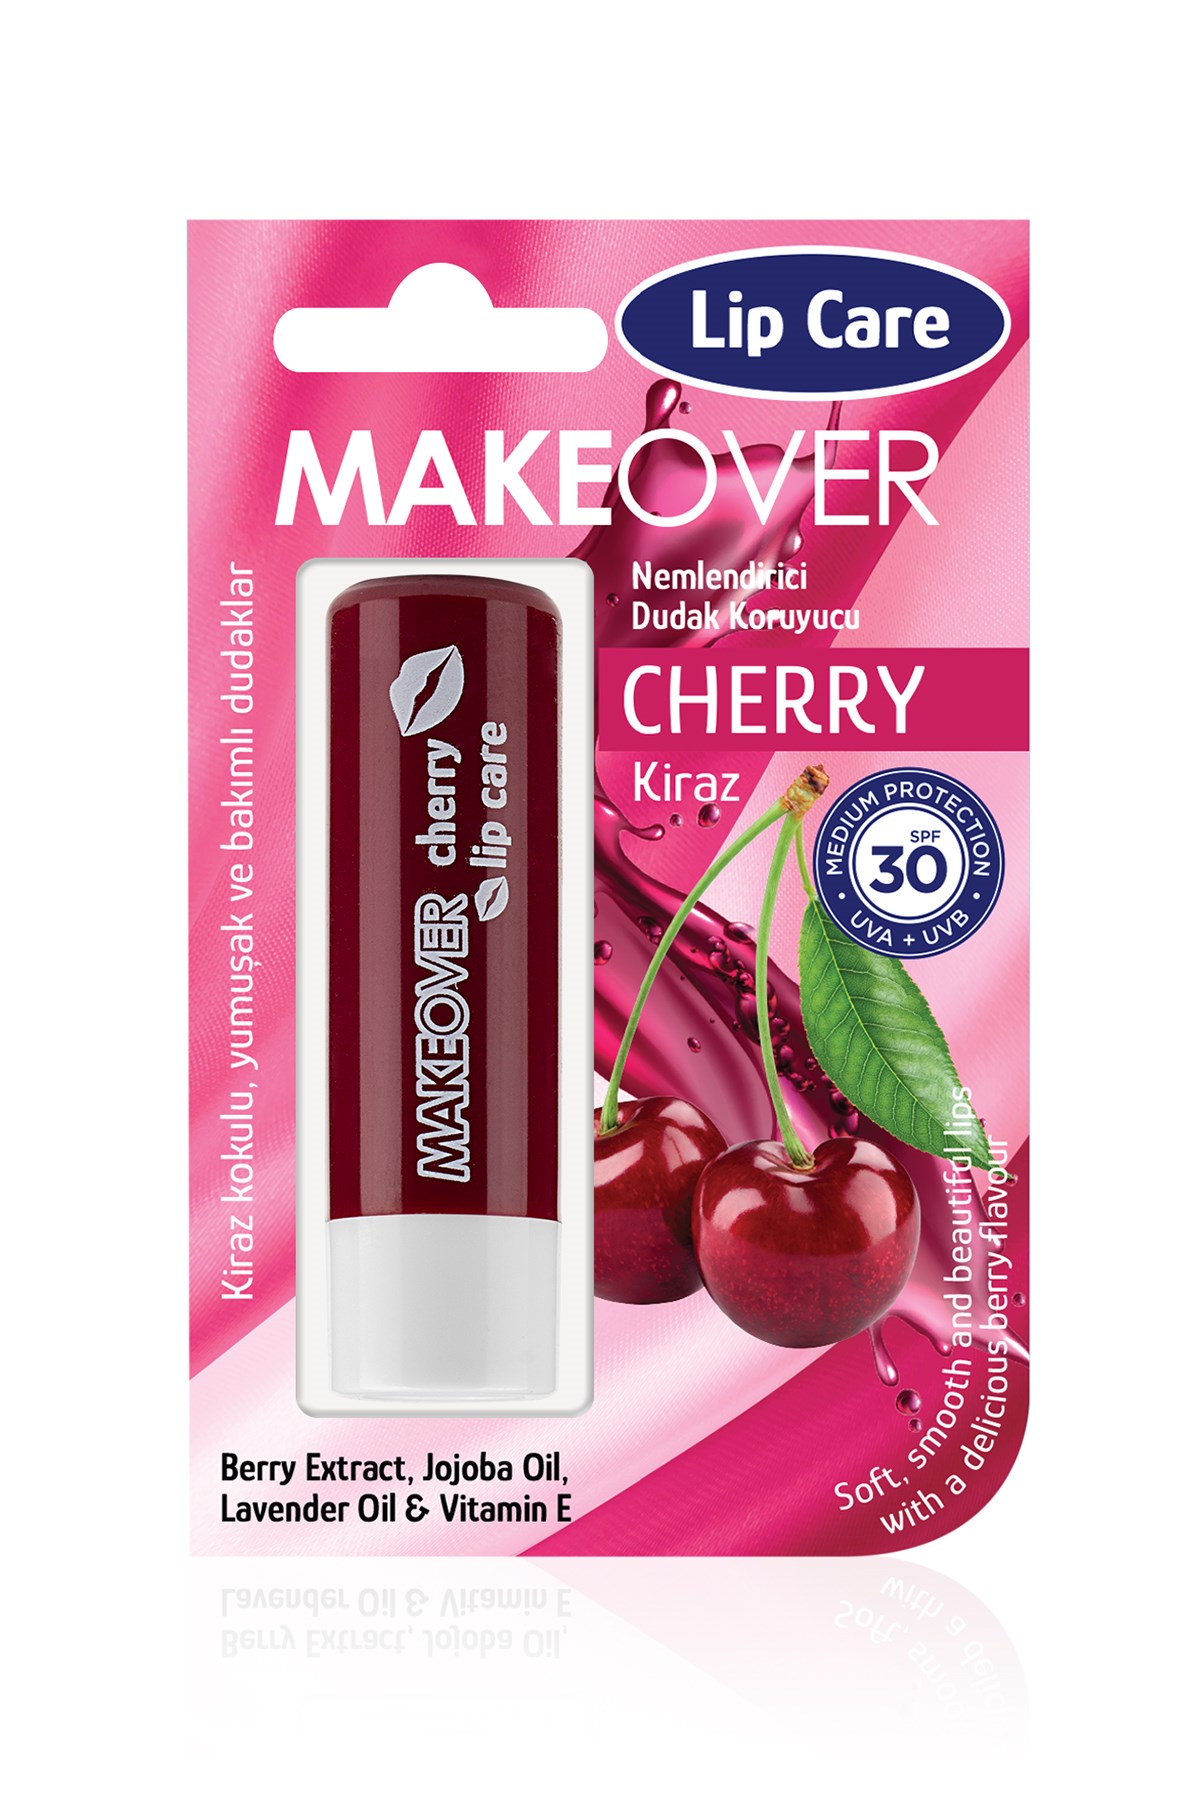 Lip Care
MAKEOVER
Nemlendirici
Dudak Koruyucu
CHERRY
Kiraz
MEDIUM PROTECTION
SPF
30
UVA + UVB
Kiraz kokulu, yumuşak ve bakımlı dudaklar
MAKEOVER cherry
lip care
Soft, smooth and beautiful lips
with a delicious berry flavour
Berry Extract, Jojoba Oil,
Lavender Oil & Vitamin E